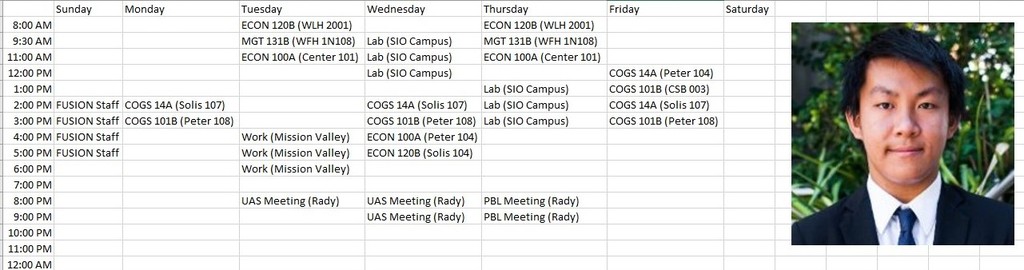 Sunday Monday Tuesday Wednesday Thursday Friday Saturday
8:00 AM ECON 120B (WLH 2001) ECON 120B (WLH 2001)
9:30 AM MGT 131B (WFH 1N108) Lab (SIO Campus) MGT 131B (WFH 1N108)
11:00 AM ECON 100A (Center 101) Lab (SIO Campus) ECON 100A (Center 101)
12:00 PM Lab (SIO Campus) COGS 14A (Peter 104)
1:00 PM Lab (SIO Campus) COGS 101B (CSB 003)
2:00 PM FUSION Staff COGS 14A (Solis 107) COGS 14A (Solis 107) Lab (SIO Campus) COGS 14A (Solis 107)
3:00 PM FUSION Staff COGS 101B (Peter 108) COGS 101B (Peter 108) Lab (SIO Campus) COGS 101B (Peter 108)
4:00 PM FUSION Staff Work (Mission Valley) ECON 100A (Peter 104)
5:00 PM FUSION Staff Work (Mission Valley) ECON 120B (Solis 104)
6:00 PM Work (Mission Valley)
7:00 PM
8:00 PM UAS Meeting (Rady) UAS Meeting (Rady) PBL Meeting (Rady)
9:00 PM UAS Meeting (Rady) PBL Meeting (Rady)
10:00 PM
11:00 PM
12:00 AM